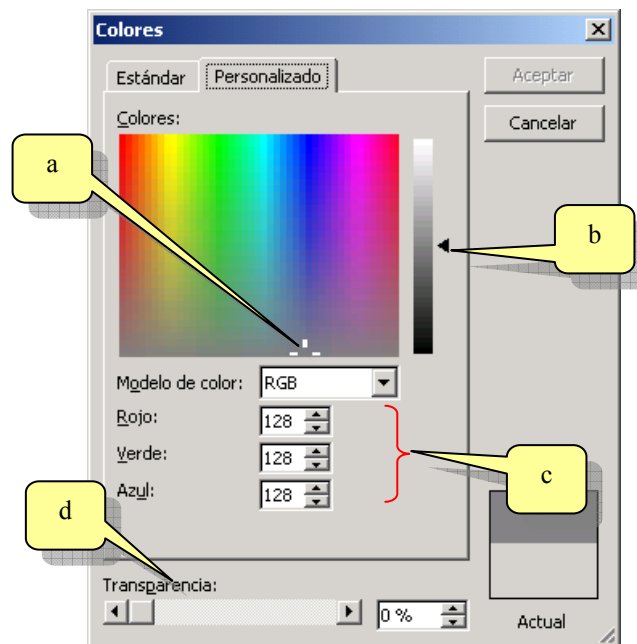 Colores
Estándar Personalizado
Aceptar
Cancelar
Colores:
a
b
Modelo de color: RGB
Rojo: 128
Verde: 128
Azul: 128
c
d
Transparencia:
0 %
Actual